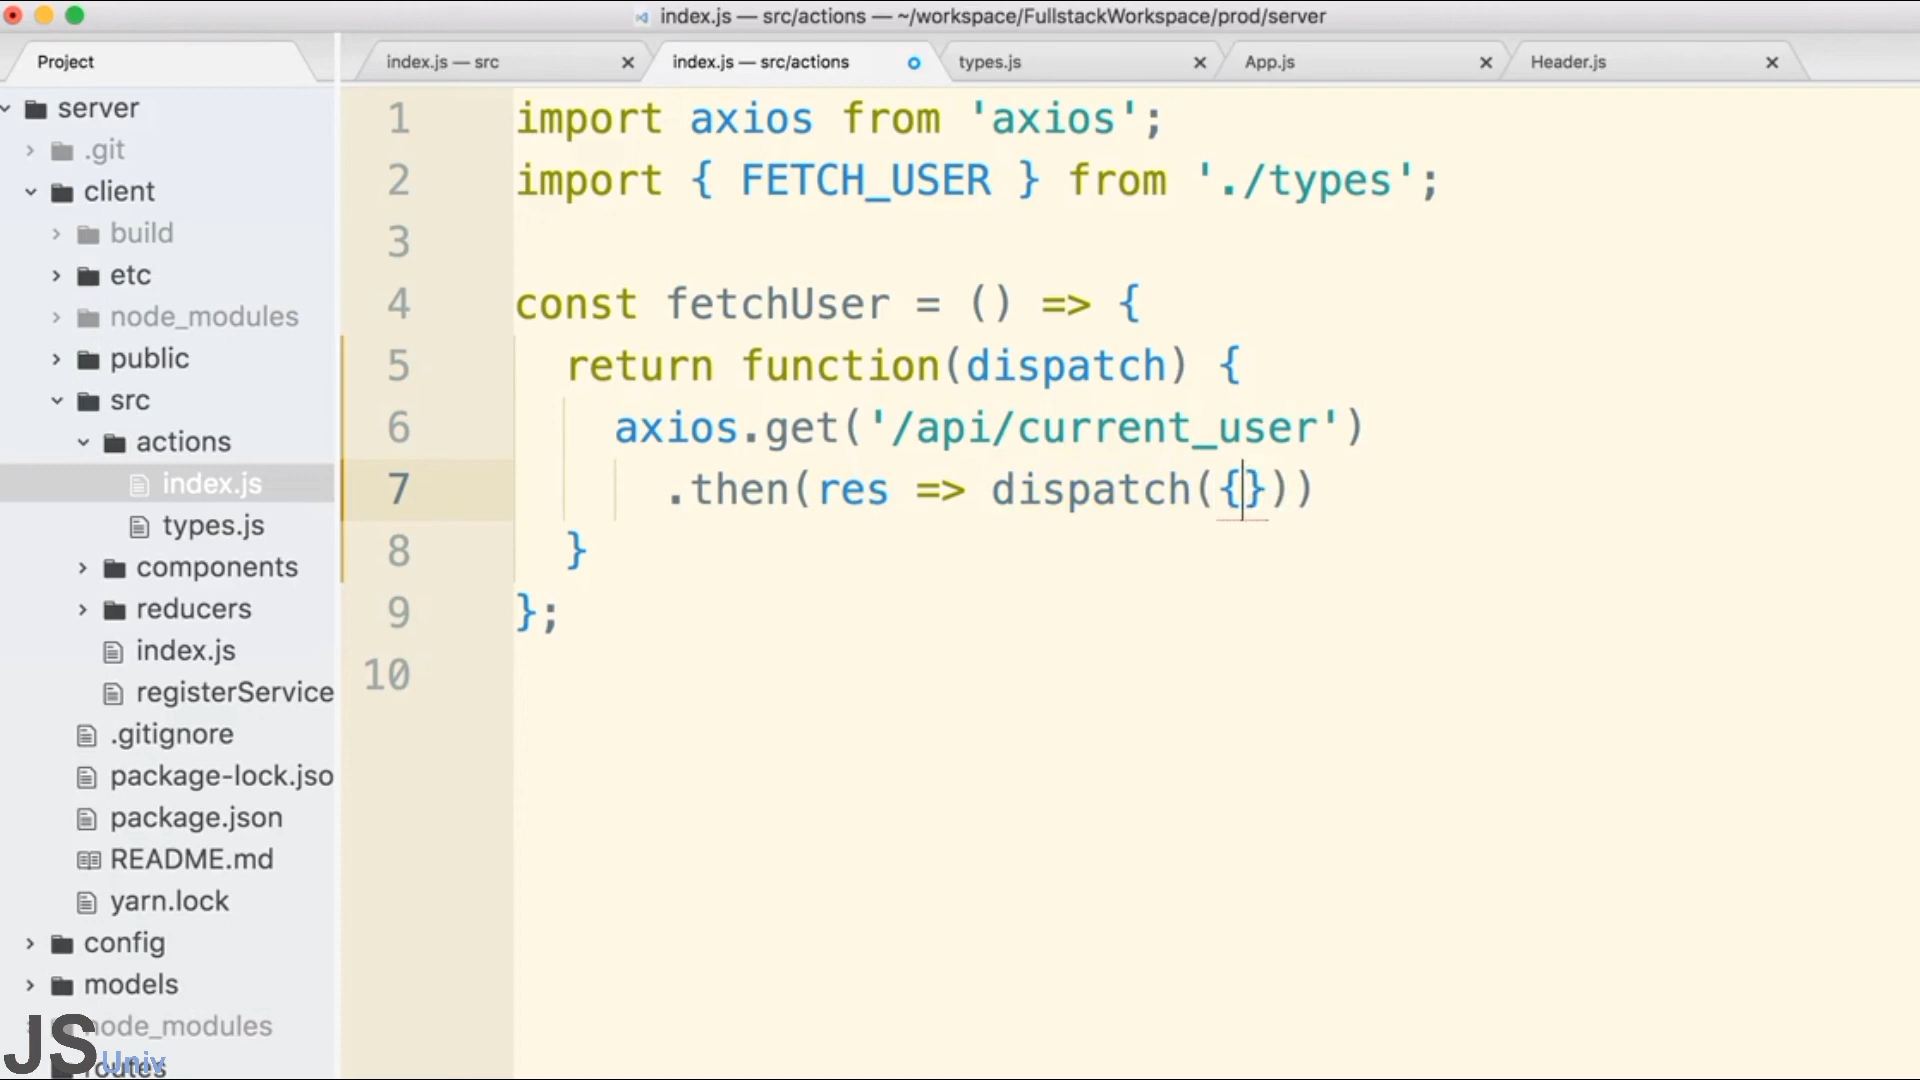 index.js — src/actions — ~/workspace/FullstackWorkspace/prod/server
Project
index.js — src
index.js — src/actions
types.js
App.js
Header.js
server
.git
client
build
etc
node_modules
public
src
actions
index.js
types.js
components
reducers
index.js
registerService
.gitignore
package-lock.jso
package.json
README.md
yarn.lock
config
models
node_modules
routes
1 import axios from 'axios';
2 import { FETCH_USER } from './types';
3
4 const fetchUser = () => {
5 return function(dispatch) {
6 axios.get('/api/current_user')
7 .then(res => dispatch({}))
8 }
9 };
10
JS Univ